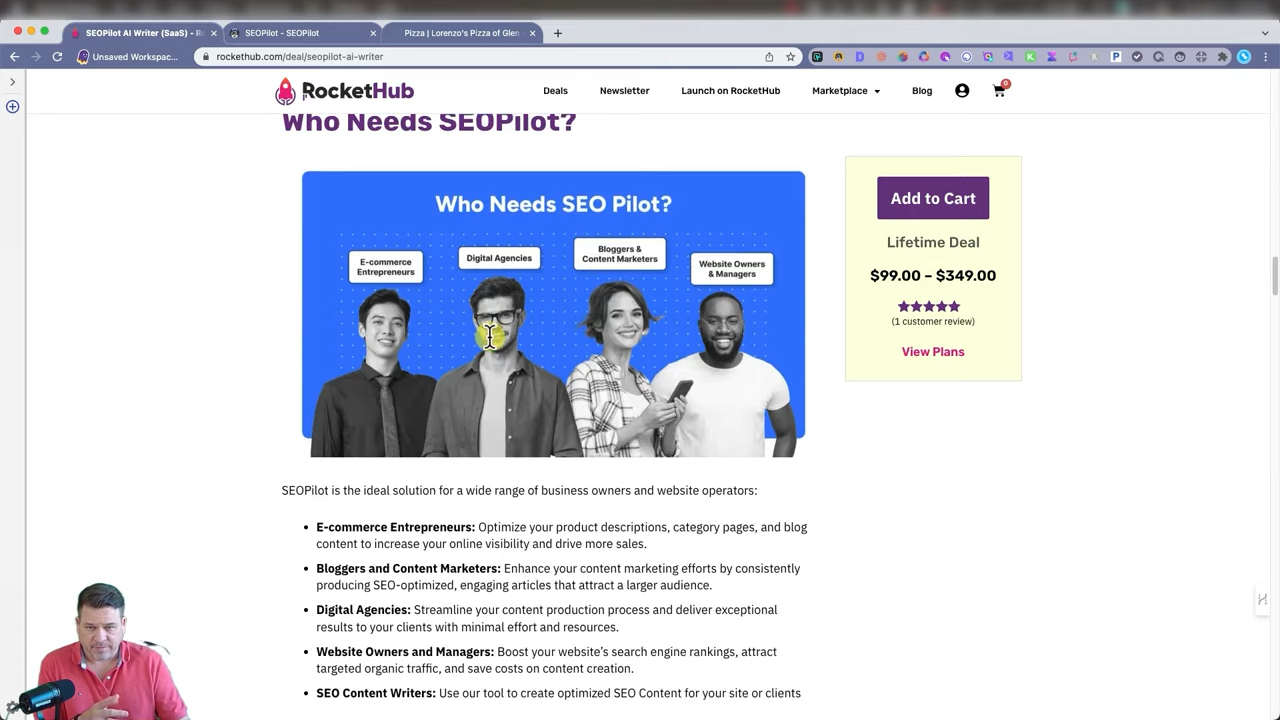 SEOPilot AI Writer (SaaS) - R
SEOPilot - SEOPilot
Pizza | Lorenzo's Pizza of Glen
Unsaved Workspac...
rockethub.com/deal/seopilot-ai-writer
RocketHub
Deals
Newsletter
Launch on RocketHub
Marketplace
Blog
0
Who Needs SEOPilot?
Who Needs SEO Pilot?
E-commerce
Entrepreneurs
Digital Agencies
Bloggers &
Content Marketers
Website Owners
& Managers
Add to Cart
Lifetime Deal
$99.00 – $349.00
(1 customer review)
View Plans
SEOPilot is the ideal solution for a wide range of business owners and website operators:
• E-commerce Entrepreneurs: Optimize your product descriptions, category pages, and blog
content to increase your online visibility and drive more sales.
• Bloggers and Content Marketers: Enhance your content marketing efforts by consistently
producing SEO-optimized, engaging articles that attract a larger audience.
• Digital Agencies: Streamline your content production process and deliver exceptional
results to your clients with minimal effort and resources.
• Website Owners and Managers: Boost your website’s search engine rankings, attract
targeted organic traffic, and save costs on content creation.
• SEO Content Writers: Use our tool to create optimized SEO Content for your site or clients